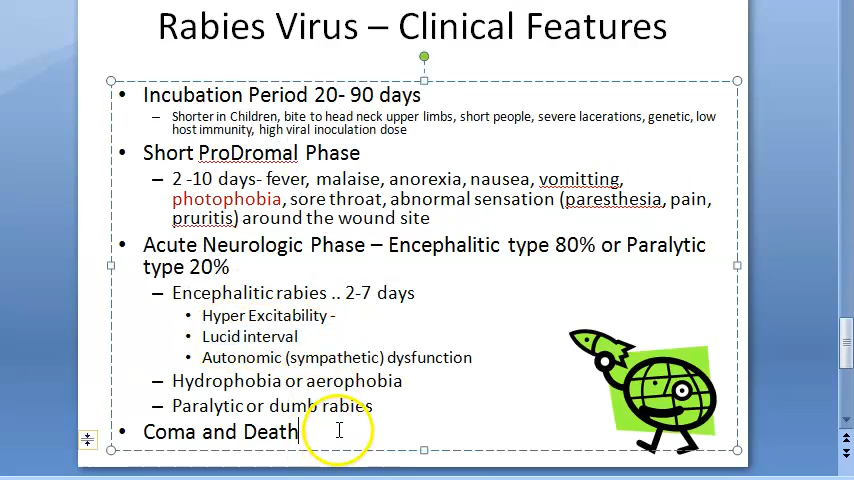 Rabies Virus – Clinical Features
• Incubation Period 20- 90 days
– Shorter in Children, bite to head neck upper limbs, short people, severe lacerations, genetic, low
host immunity, high viral inoculation dose
• Short ProDromal Phase
– 2 -10 days- fever, malaise, anorexia, nausea, vomitting,
photophobia, sore throat, abnormal sensation (paresthesia, pain,
pruritis) around the wound site
• Acute Neurologic Phase – Encephalitic type 80% or Paralytic
type 20%
– Encephalitic rabies .. 2-7 days
• Hyper Excitability -
• Lucid interval
• Autonomic (sympathetic) dysfunction
– Hydrophobia or aerophobia
– Paralytic or dumb rabies
• Coma and Death